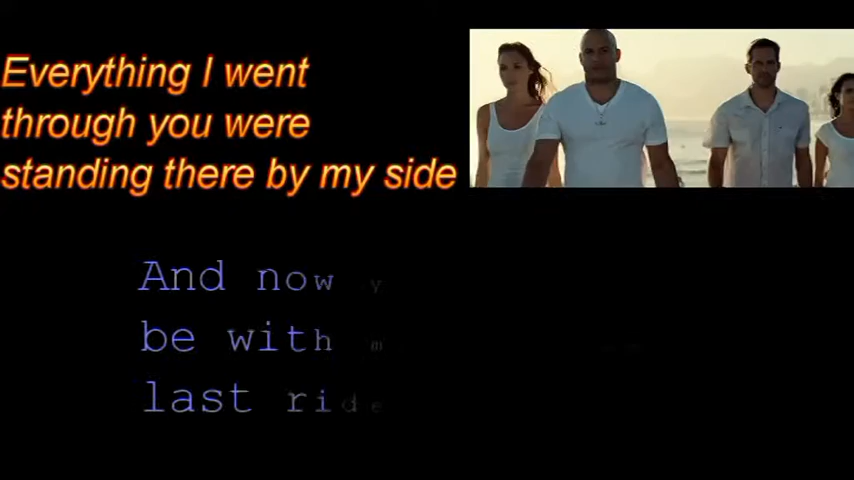 Everything I went
through you were
standing there by my side
And now y
be with m
last ride